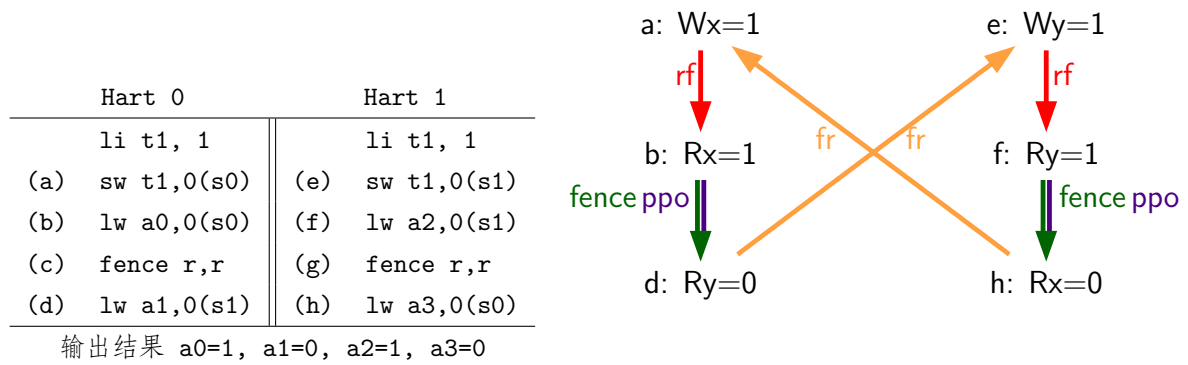 Hart 0 Hart 1
li t1, 1 li t1, 1
(a) sw t1,0(s0) (e) sw t1,0(s1)
(b) lw a0,0(s0) (f) lw a2,0(s1)
(c) fence r,r (g) fence r,r
(d) lw a1,0(s1) (h) lw a3,0(s0)
输出结果 a0=1, a1=0, a2=1, a3=0
a: Wx=1 e: Wy=1
rf rf
fr fr
b: Rx=1 f: Ry=1
fence ppo fence ppo
d: Ry=0 h: Rx=0